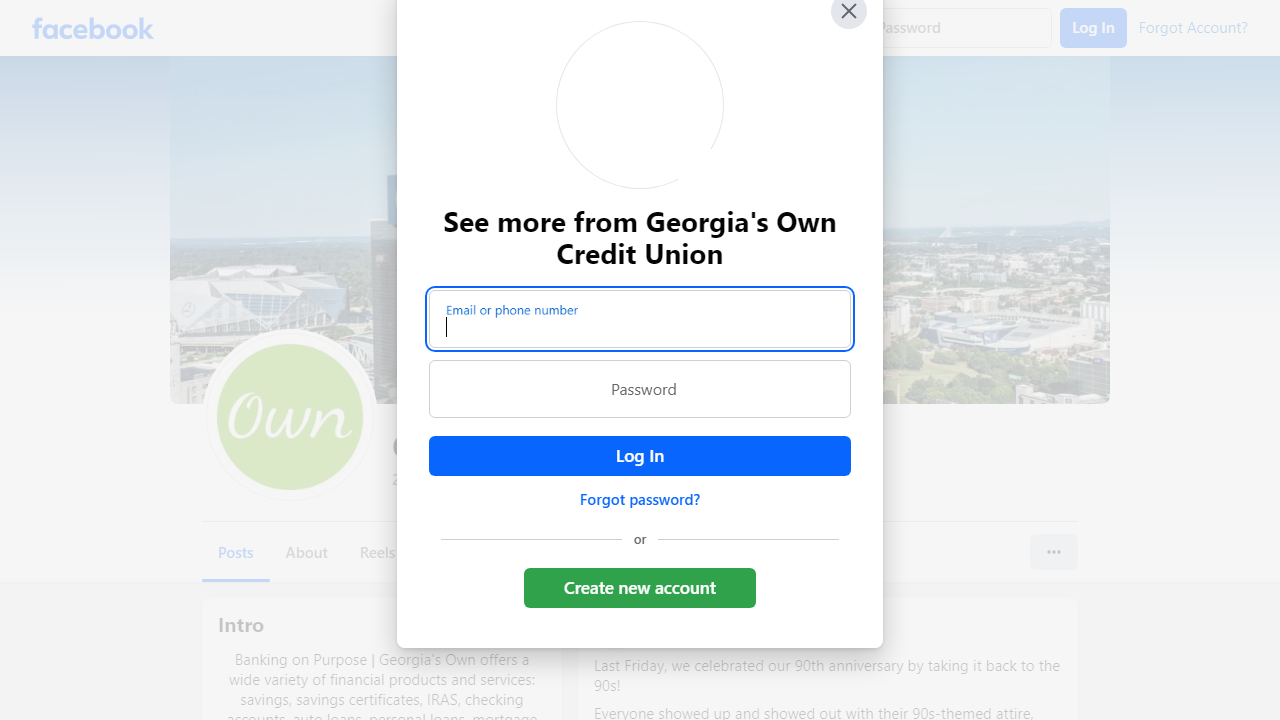 facebook
Password
Log In
Forgot Account?
See more from Georgia's Own
Credit Union
Email or phone number
Password
Log In
Forgot password?
or
Create new account
Own
Posts
About
Reels
Intro
Banking on Purpose | Georgia's Own offers a
wide variety of financial products and services:
savings, savings certificates, IRAS, checking
accounts, auto loans, personal loans, mortgage
Last Friday, we celebrated our 90th anniversary by taking it back to the
90s!
Everyone showed up and showed out with their 90s-themed attire,